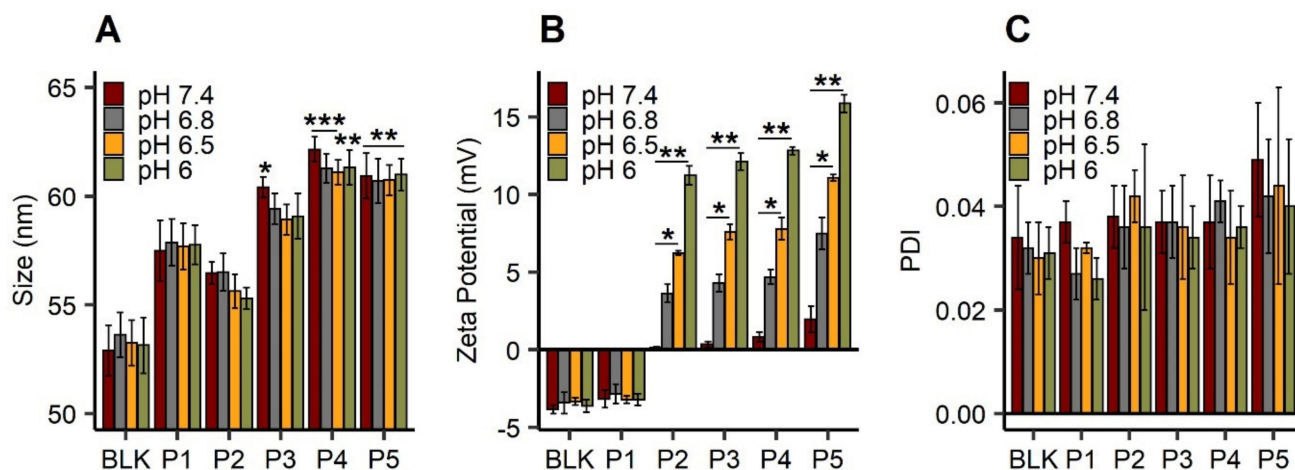 A
Size (nm)
65
60
55
50
pH 7.4
pH 6.8
pH 6.5
pH 6
*
***
**
**
BLK P1 P2 P3 P4 P5
B
Zeta Potential (mV)
15
10
5
0
-5
pH 7.4
pH 6.8
pH 6.5
pH 6
**
*
**
*
**
*
**
*
BLK P1 P2 P3 P4 P5
C
PDI
0.06
0.04
0.02
0.00
pH 7.4
pH 6.8
pH 6.5
pH 6
BLK P1 P2 P3 P4 P5